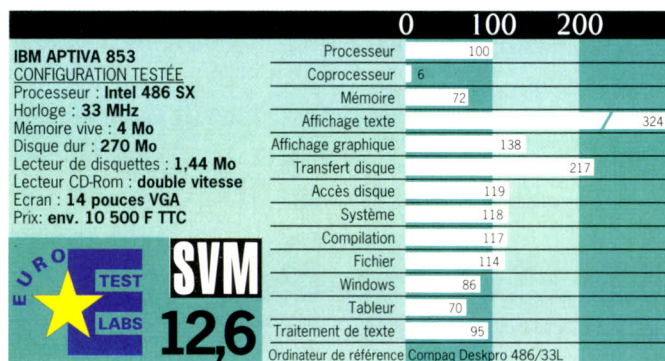 0 100 200
IBM APTIVA 853
CONFIGURATION TESTÉE
Processeur : Intel 486 SX
Horloge : 33 MHz
Mémoire vive : 4 Mo
Disque dur : 270 Mo
Lecteur de disquettes : 1,44 Mo
Lecteur CD-Rom : double vitesse
Ecran : 14 pouces VGA
Prix: env. 10 500 F TTC
EURO
TEST
LABS
SVM
12,6
Processeur 100
Coprocesseur 6
Mémoire 72
Affichage texte 324
Affichage graphique 138
Transfert disque 217
Accès disque 119
Système 118
Compilation 117
Fichier 114
Windows 86
Tableur 70
Traitement de texte 95
Ordinateur de référence Compaq Deskpro 486/33L